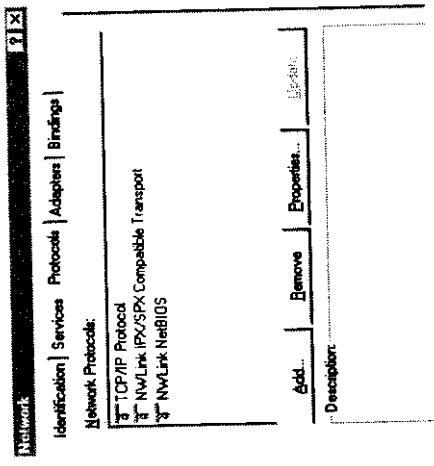 Network
Identification Services Protocols Adapters Bindings
Network Protocols:
TCP/IP Protocol
NWLink IPX/SPX Compatible Transport
NWLink NetBIOS
Add... Remove Properties... Update
Description: